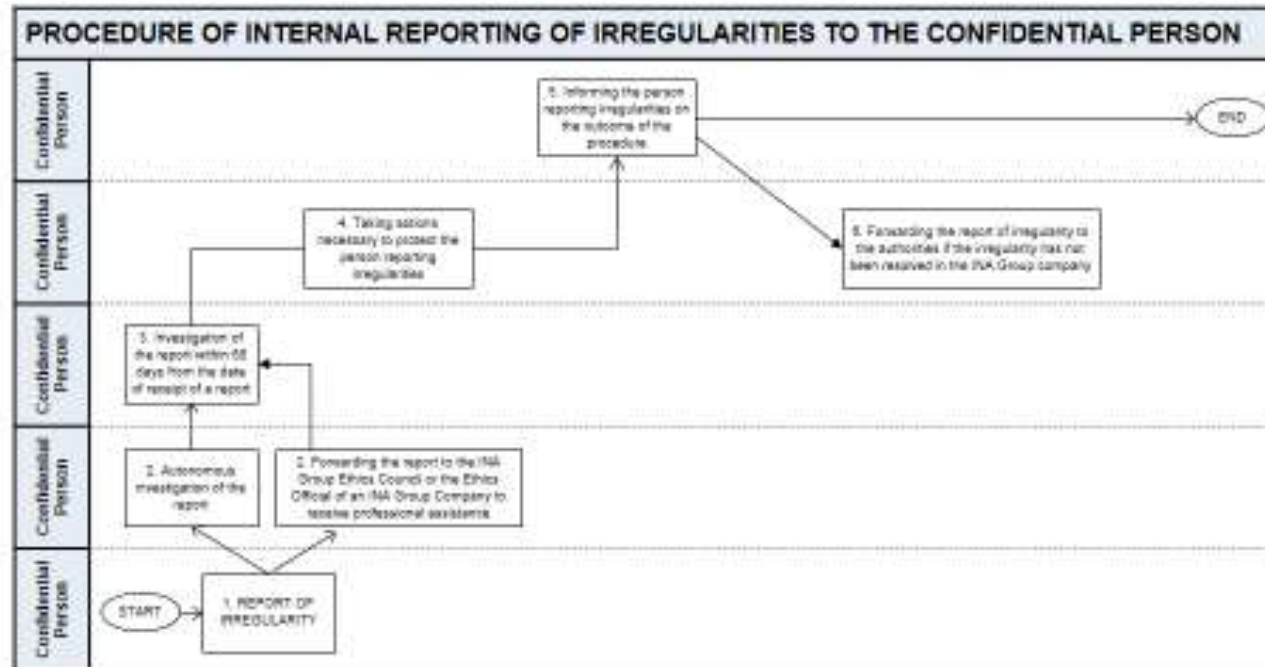 PROCEDURE OF INTERNAL REPORTING OF IRREGULARITIES TO THE CONFIDENTIAL PERSON
Confidential
Person
5. Informing the person
reporting irregularities on
the outcome of the
procedure
END
Confidential
Person
4. Taking actions
necessary to protect the
person reporting
irregularities
6. Forwarding the report of irregularity to
the authorities if the irregularity has not
been resolved in the INA Group company
Confidential
Person
3. Investigation of
the report within
days from the date
of receipt of a report
Confidential
Person
2. Autonomous
investigation of the
report
2. Forwarding the report to the INA
Group Ethics Council or the Ethics
Official of an INA Group Company to
receive professional assistance
Confidential
Person
START
1. REPORT OF
IRREGULARITY